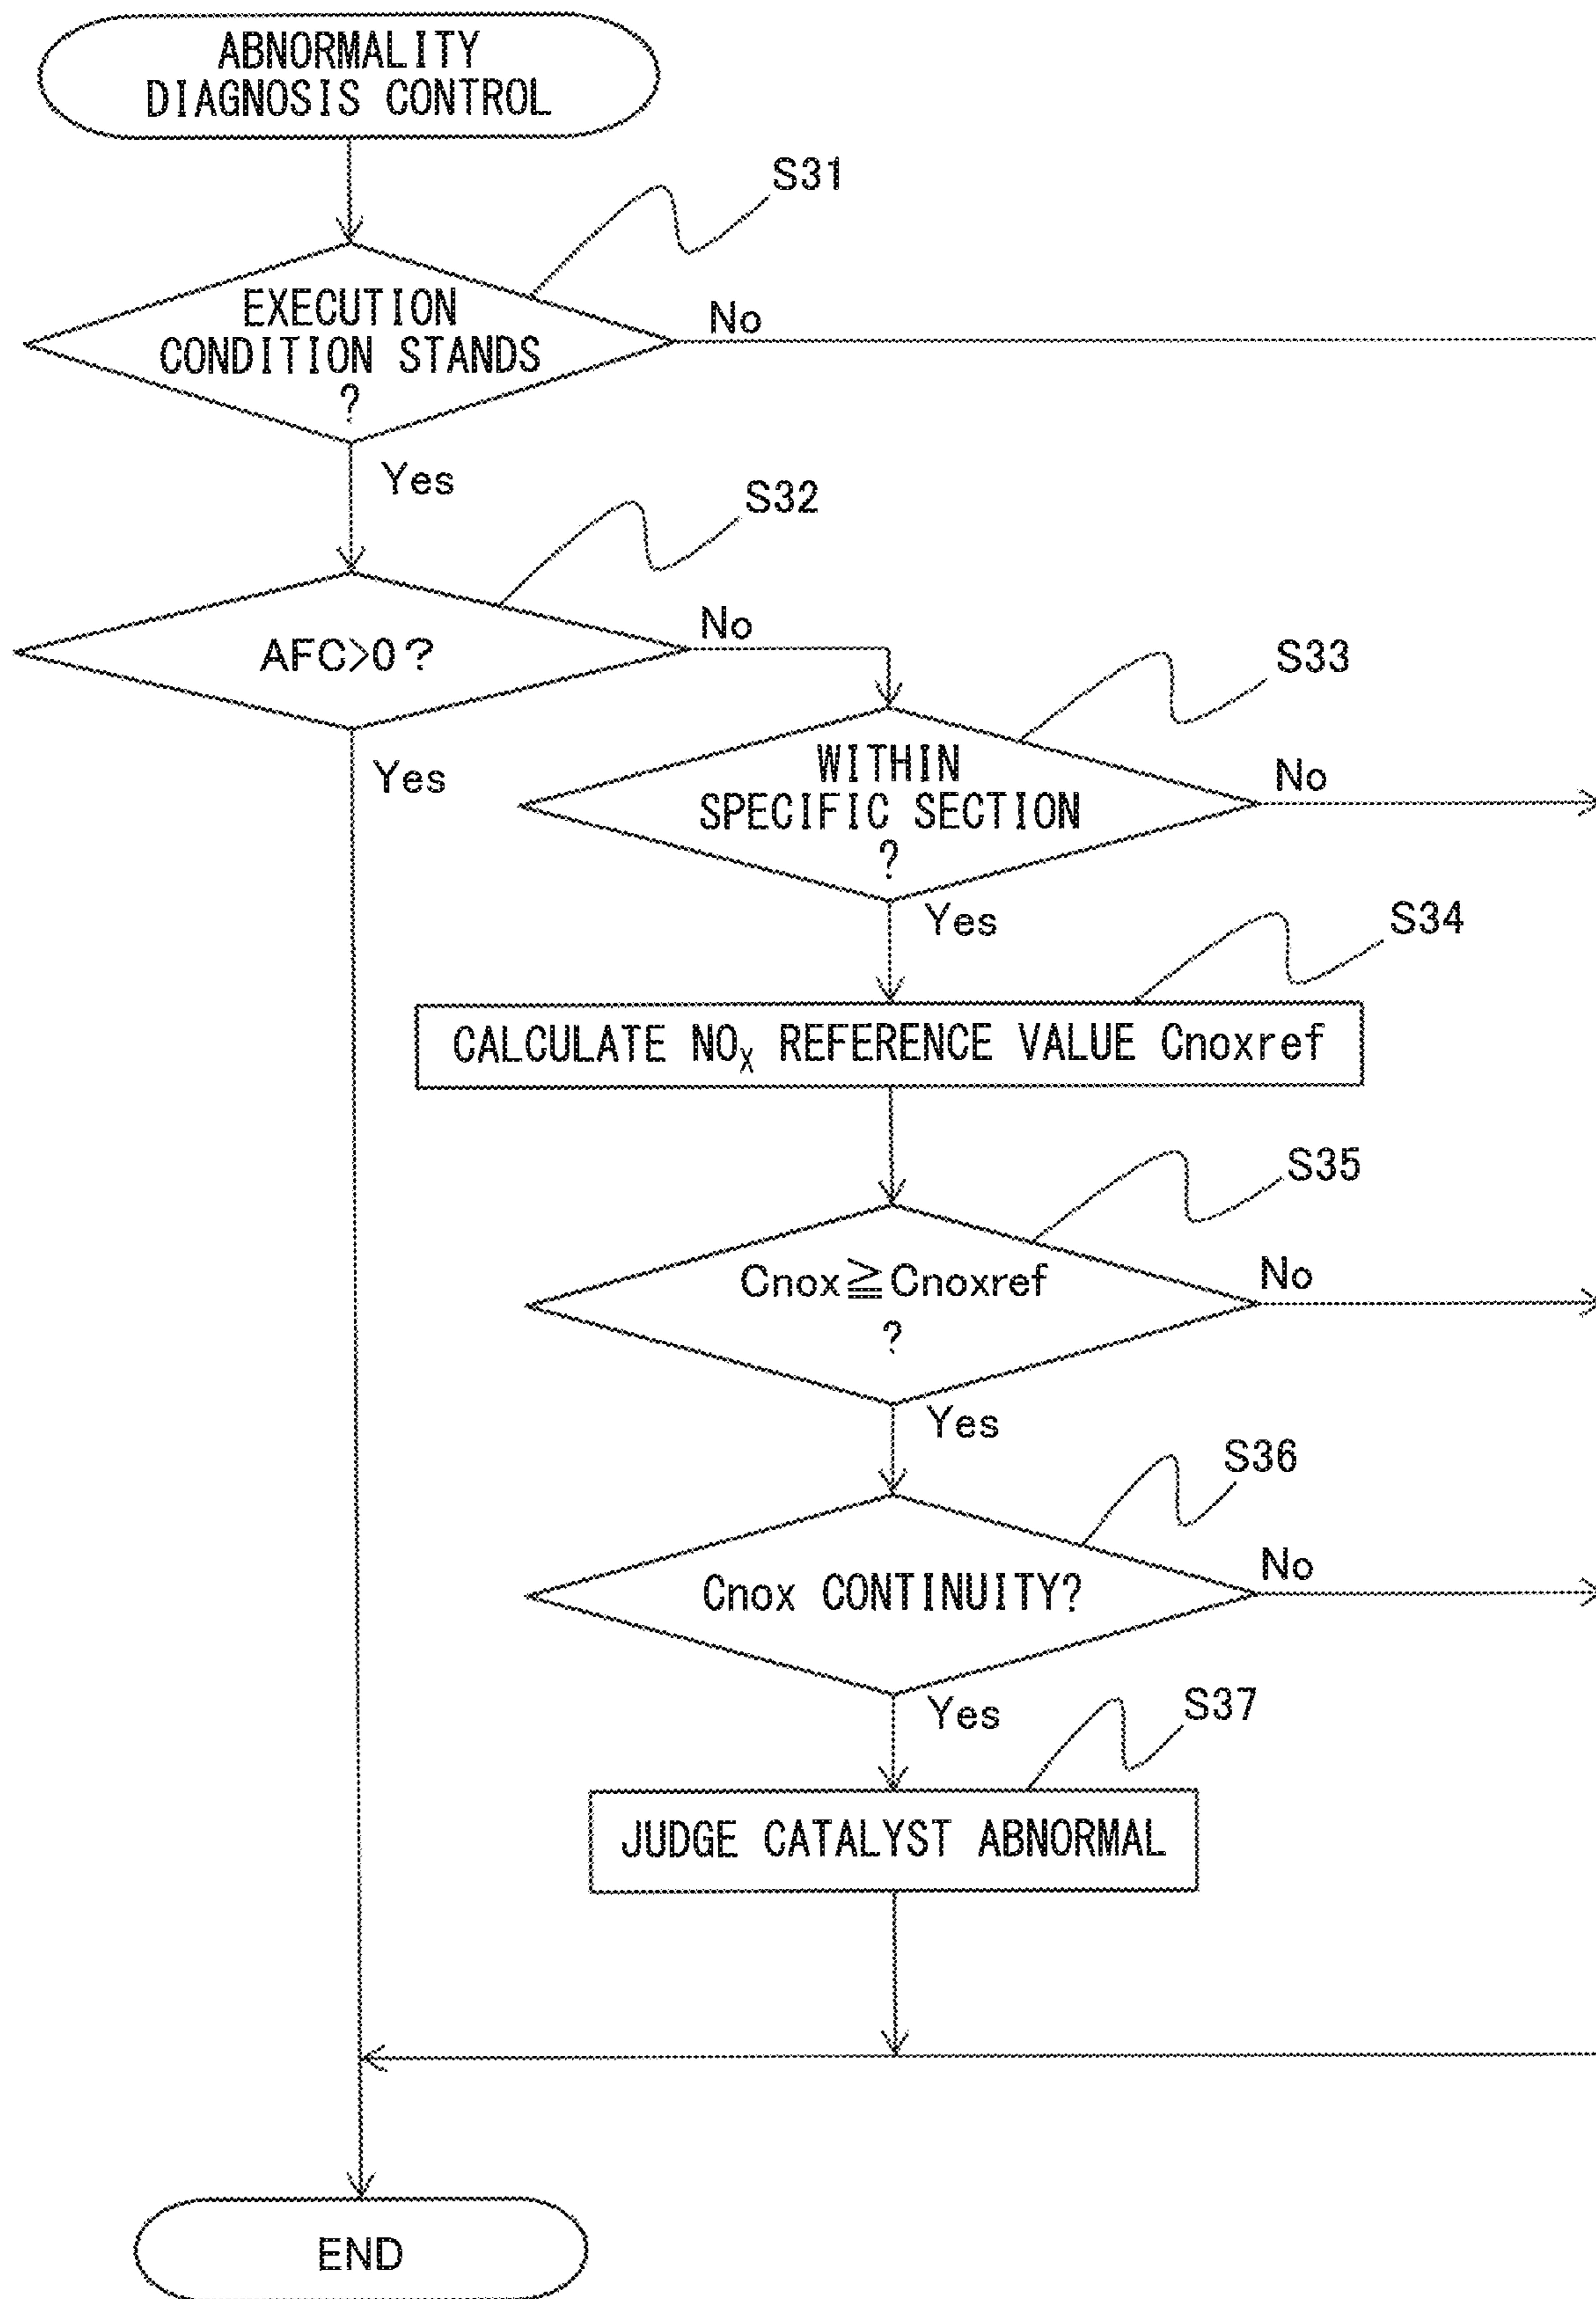 ABNORMALITY
DIAGNOSIS CONTROL
S31
EXECUTION
CONDITION STANDS
?
No
Yes
S32
AFC>0?
No
Yes
S33
WITHIN
SPECIFIC SECTION
?
No
Yes
S34
CALCULATE NOX REFERENCE VALUE Cnoxref
S35
Cnox≧Cnoxref
?
No
Yes
S36
Cnox CONTINUITY?
No
Yes
S37
JUDGE CATALYST ABNORMAL
END